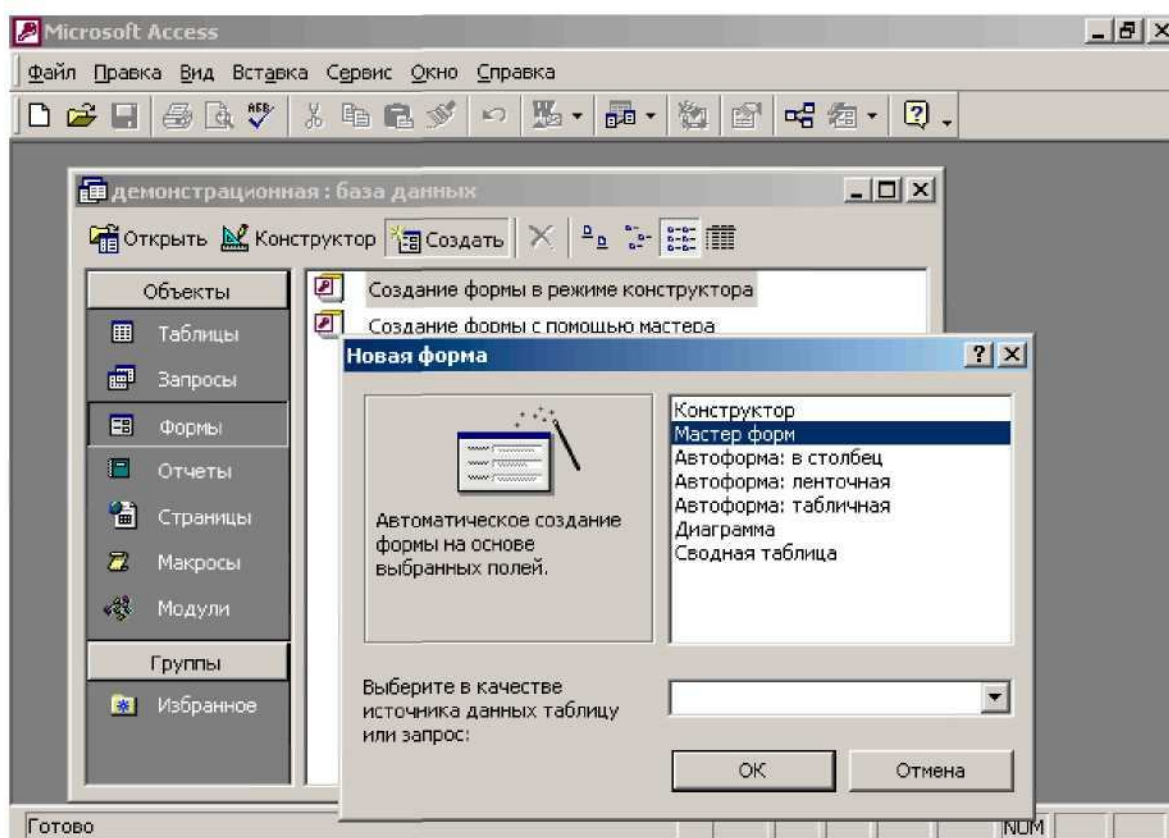 Microsoft Access
Файл Правка Вид Вставка Сервис Окно Справка
демонстрационная : база данных
Открыть Конструктор Создать
Объекты
Таблицы
Запросы
Формы
Отчеты
Страницы
Макросы
Модули
Группы
Избранное
Создание формы в режиме конструктора
Создание формы с помощью мастера
Новая форма
Автоматическое создание
формы на основе
выбранных полей.
Конструктор
Мастер форм
Автоформа: в столбец
Автоформа: ленточная
Автоформа: табличная
Диаграмма
Сводная таблица
Выберите в качестве
источника данных таблицу
или запрос:
ОК Отмена
Готово NUM